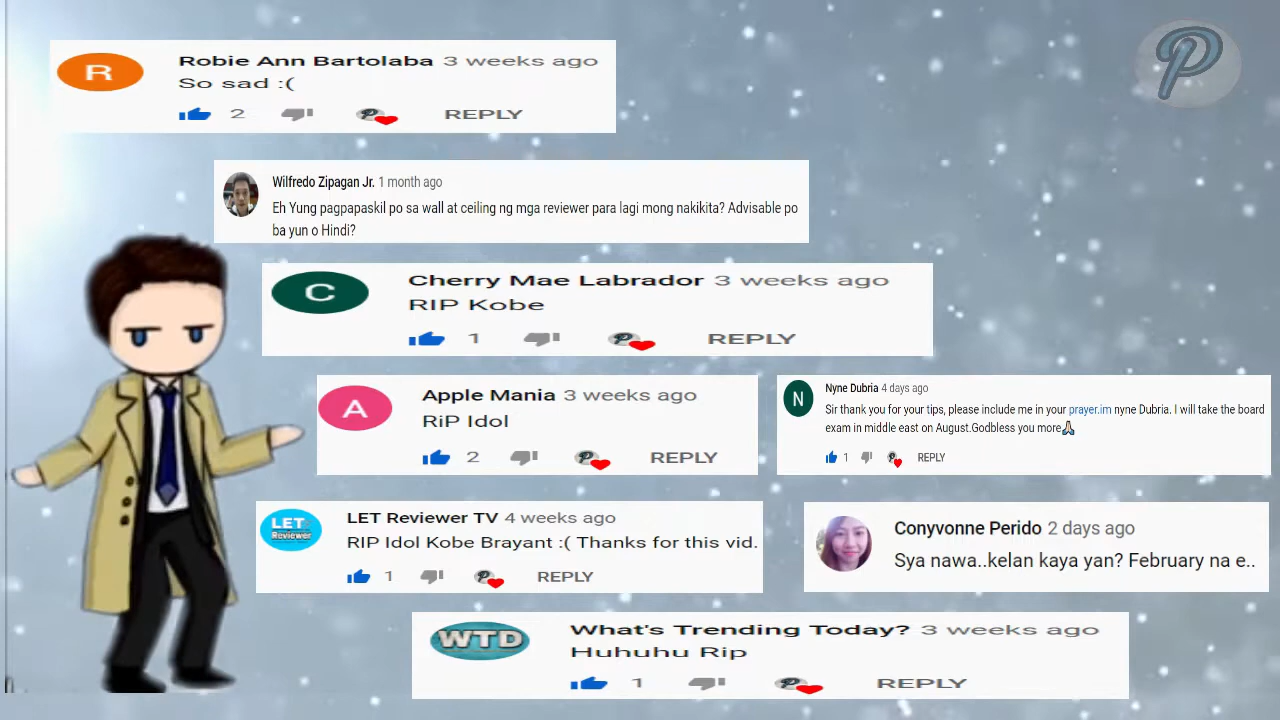 P
R
Robie Ann Bartolaba 3 weeks ago
So sad :(
2
P
REPLY
Wilfredo Zipagan Jr. 1 month ago
Eh Yung pagpapaskil po sa wall at ceiling ng mga reviewer para lagi mong nakikita? Advisable po
ba yun o Hindi?
C
Cherry Mae Labrador 3 weeks ago
RIP Kobe
1
P
REPLY
A
Apple Mania 3 weeks ago
RiP Idol
2
P
REPLY
N
Nyne Dubria 4 days ago
Sir thank you for your tips, please include me in your prayer.im nyne Dubria. I will take the board
exam in middle east on August.Godbless you more🙏
1
P
REPLY
LET
Reviewer
LET Reviewer TV 4 weeks ago
RIP Idol Kobe Brayant :( Thanks for this vid.
1
P
REPLY
Conyvonne Perido 2 days ago
Sya nawa..kelan kaya yan? February na e..
WTD
What's Trending Today? 3 weeks ago
Huhuhu Rip
1
P
REPLY